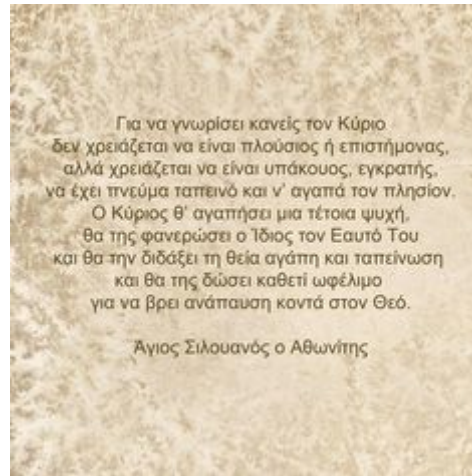 Για να γνωρίσει κανείς τον Κύριο
δεν χρειάζεται να είναι πλούσιος ή επιστήμονας,
αλλά χρειάζεται να είναι υπάκουος, εγκρατής,
να έχει πνεύμα ταπεινό και ν' αγαπά τον πλησίον.
Ο Κύριος θ' αγαπήσει μια τέτοια ψυχή,
θα της φανερώσει ο Ίδιος τον Εαυτό Του
και θα την διδάξει τη θεία αγάπη και ταπείνωση
και θα της δώσει καθετί ωφέλιμο
για να βρει ανάπαυση κοντά στον Θεό.
Άγιος Σιλουανός ο Αθωνίτης